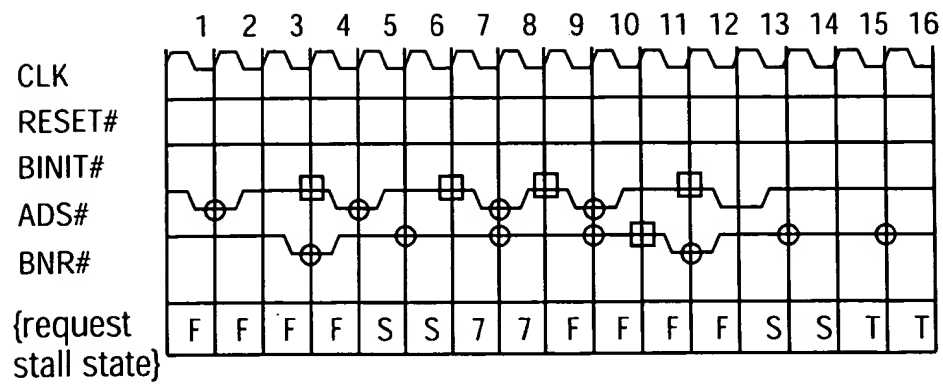 1 2 3 4 5 6 7 8 9 10 11 12 13 14 15 16
CLK
RESET#
BINIT#
ADS#
BNR#
{request
stall state}
F F F F S S 7 7 F F F F S S T T